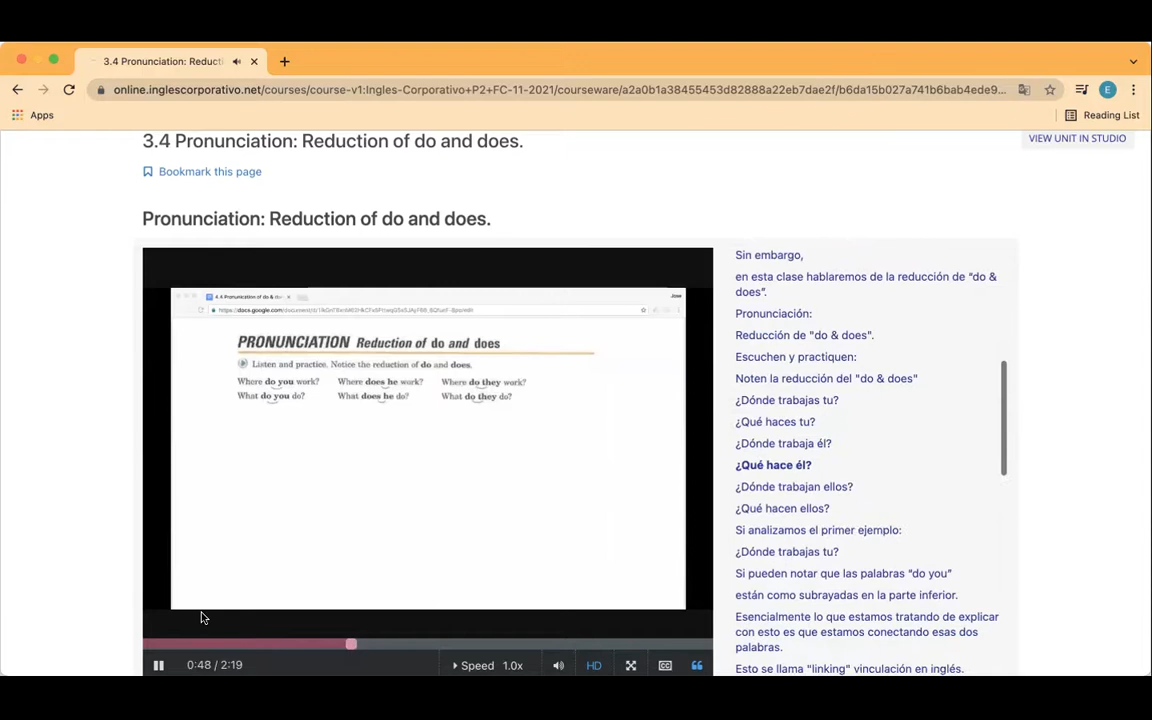 3.4 Pronunciation: Reducti
online.inglescorporativo.net/courses/course-v1:Ingles-Corporativo+P2+FC-11-2021/courseware/a2a0b1a38455453d82888a22eb7dae2f/b6da15b027a741b6bab4ede9...
E
Apps
Reading List
3.4 Pronunciation: Reduction of do and does.
VIEW UNIT IN STUDIO
Bookmark this page
Pronunciation: Reduction of do and does.
Jose
PRONUNCIATION Reduction of do and does
Listen and practice. Notice the reduction of do and does.
Where do you work? Where does he work? Where do they work?
What do you do? What does he do? What do they do?
Sin embargo,
en esta clase hablaremos de la reducción de “do &
does”.
Pronunciación:
Reducción de "do & does".
Escuchen y practiquen:
Noten la reducción del "do & does"
¿Dónde trabajas tu?
¿Qué haces tu?
¿Dónde trabaja él?
¿Qué hace él?
¿Dónde trabajan ellos?
¿Qué hacen ellos?
Si analizamos el primer ejemplo:
¿Dónde trabajas tu?
Si pueden notar que las palabras “do you”
están como subrayadas en la parte inferior.
Esencialmente lo que estamos tratando de explicar
con esto es que estamos conectando esas dos
palabras.
Esto se llama "linking" vinculación en inglés.
0:48 / 2:19
Speed 1.0x
HD
CC